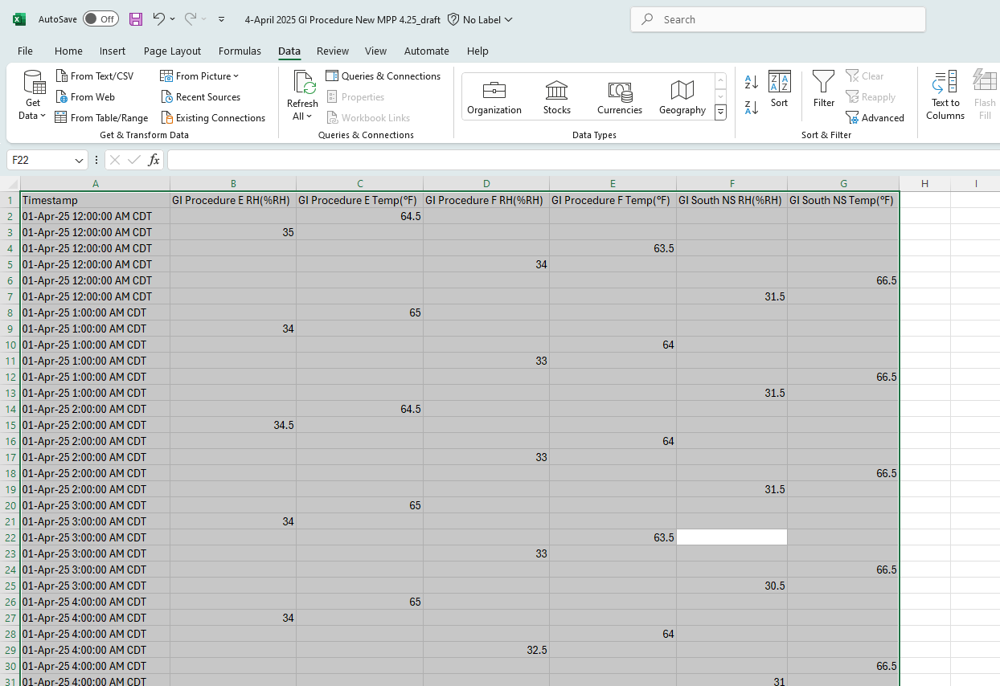 AutoSave Off 4-April 2025 GI Procedure New MPP 4.25_draft No Label Search
File Home Insert Page Layout Formulas Data Review View Automate Help
Get Data From Text/CSV From Web From Table/Range From Picture Recent Sources Existing Connections
Get & Transform Data
Refresh All Queries & Connections Properties Workbook Links
Queries & Connections
Organization Stocks Currencies Geography
Data Types
Sort Filter Clear Reapply Advanced
Sort & Filter
Text to Columns Flash Fill
F22 fx
A B C D E F G H I
1 Timestamp GI Procedure E RH(%RH) GI Procedure E Temp(°F) GI Procedure F RH(%RH) GI Procedure F Temp(°F) GI South NS RH(%RH) GI South NS Temp(°F)
2 01-Apr-25 12:00:00 AM CDT 64.5
3 01-Apr-25 12:00:00 AM CDT 35
4 01-Apr-25 12:00:00 AM CDT 63.5
5 01-Apr-25 12:00:00 AM CDT 34
6 01-Apr-25 12:00:00 AM CDT 66.5
7 01-Apr-25 12:00:00 AM CDT 31.5
8 01-Apr-25 1:00:00 AM CDT 65
9 01-Apr-25 1:00:00 AM CDT 34
10 01-Apr-25 1:00:00 AM CDT 64
11 01-Apr-25 1:00:00 AM CDT 33
12 01-Apr-25 1:00:00 AM CDT 66.5
13 01-Apr-25 1:00:00 AM CDT 31.5
14 01-Apr-25 2:00:00 AM CDT 64.5
15 01-Apr-25 2:00:00 AM CDT 34.5
16 01-Apr-25 2:00:00 AM CDT 64
17 01-Apr-25 2:00:00 AM CDT 33
18 01-Apr-25 2:00:00 AM CDT 66.5
19 01-Apr-25 2:00:00 AM CDT 31.5
20 01-Apr-25 3:00:00 AM CDT 65
21 01-Apr-25 3:00:00 AM CDT 34
22 01-Apr-25 3:00:00 AM CDT 63.5
23 01-Apr-25 3:00:00 AM CDT 33
24 01-Apr-25 3:00:00 AM CDT 66.5
25 01-Apr-25 3:00:00 AM CDT 30.5
26 01-Apr-25 4:00:00 AM CDT 65
27 01-Apr-25 4:00:00 AM CDT 34
28 01-Apr-25 4:00:00 AM CDT 64
29 01-Apr-25 4:00:00 AM CDT 32.5
30 01-Apr-25 4:00:00 AM CDT 66.5
31 01-Apr-25 4:00:00 AM CDT 31